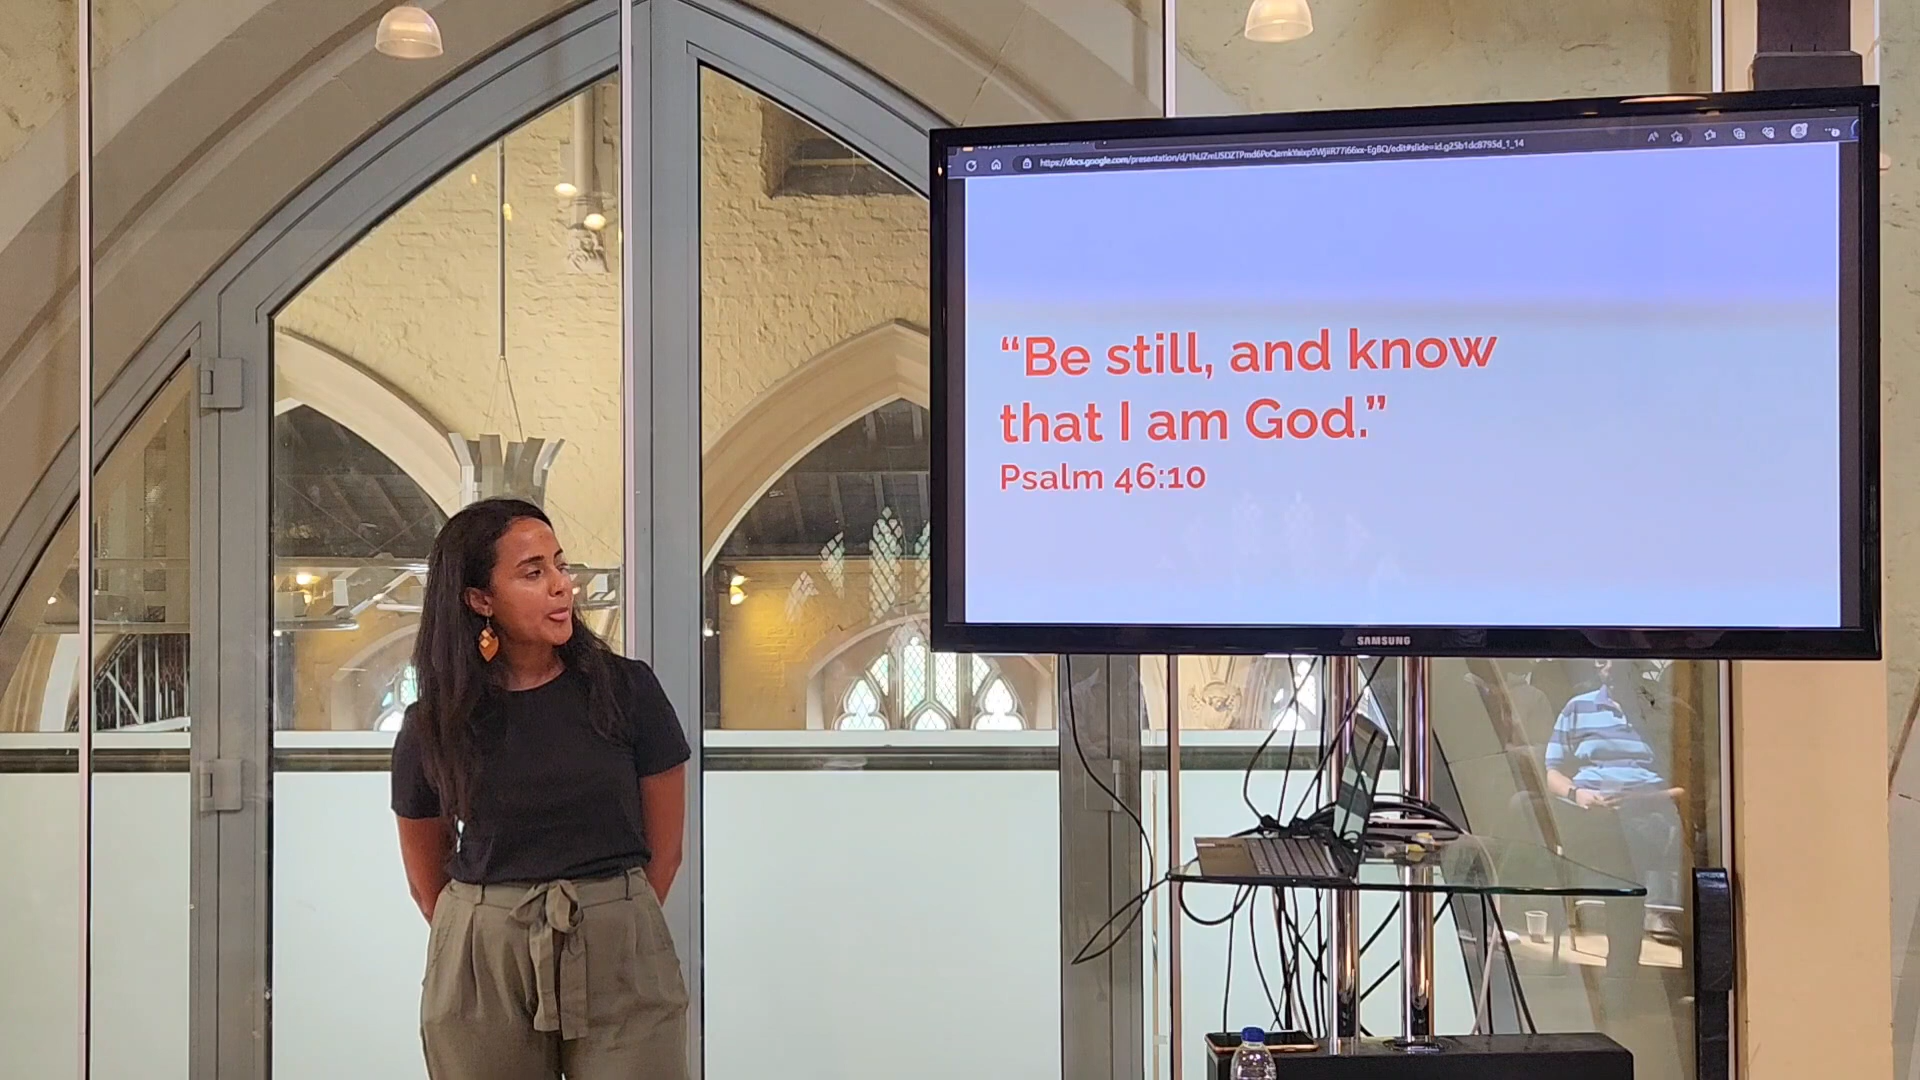 “Be still, and know
that I am God.”
Psalm 46:10
SAMSUNG